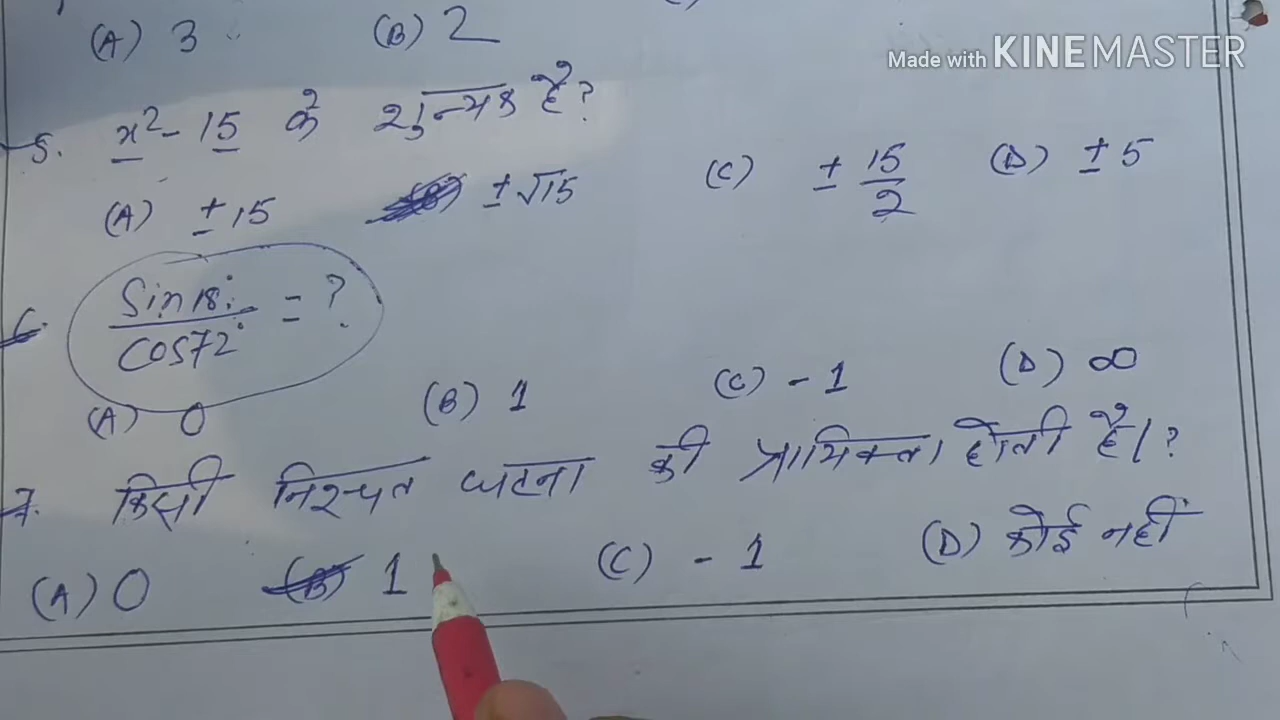 (A) 3 (B) 2
Made with KINEMASTER
5. x² - 15 के शून्यक है?
(A) ± 15 (B) ± √15 (C) ± 15/2 (D) ± 5
6. Sin18°/Cos72° = ?
(A) 0 (B) 1 (C) - 1 (D) ∞
7. किसी निश्चित घटना की प्रायिकता होती है।?
(A) 0 (B) 1 (C) - 1 (D) कोई नहीं